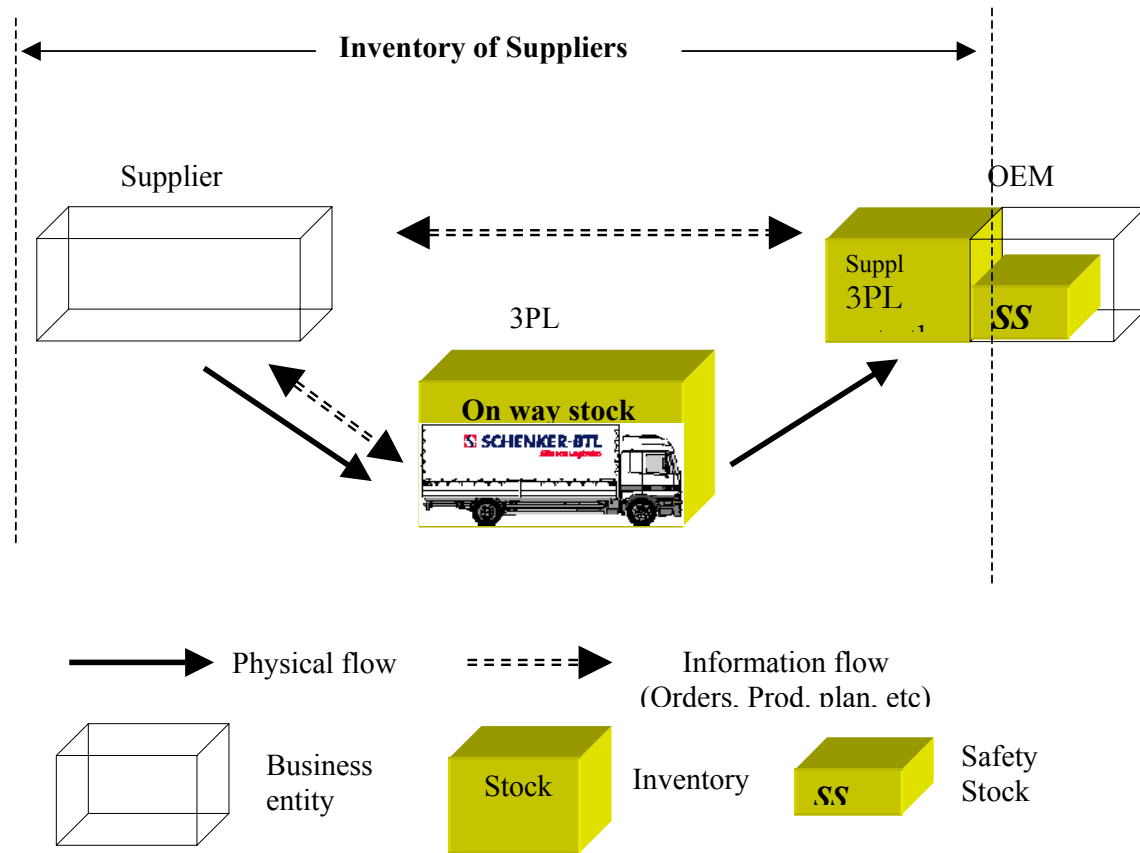 Inventory of Suppliers
Supplier
OEM
Suppl
3PL
SS
3PL
On way stock
SCHENKER-BTL
Physical flow
Information flow
(Orders, Prod. plan, etc)
Business
entity
Stock
Inventory
SS
Safety
Stock